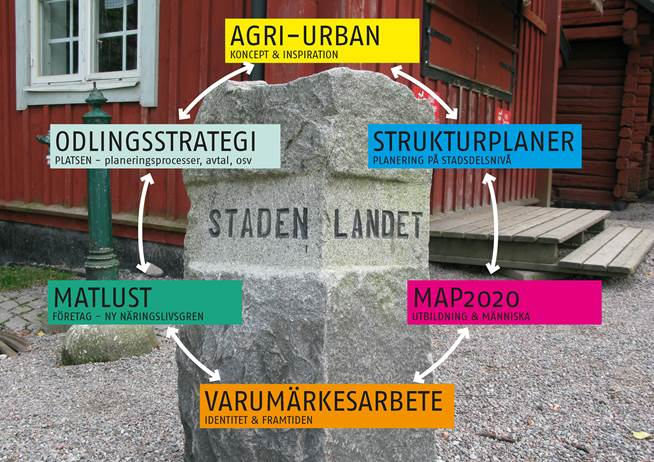 AGRI-URBAN
KONCEPT & INSPIRATION
ODLINGSSTRATEGI
PLATSEN – planeringsprocesser, avtal, osv
STRUKTURPLANER
PLANERING PÅ STADSDELSNIVÅ
STADEN LANDET
MATLUST
FÖRETAG – NY NÄRINGSLIVSGREN
MAP2020
UTBILDNING & MÄNNISKA
VARUMÄRKESARBETE
IDENTITET & FRAMTIDEN